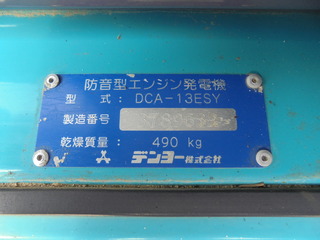 防音型エンジン発電機
型 式 : DCA-13ESY
製造番号
乾燥質量 : 490 kg
デンヨー株式会社